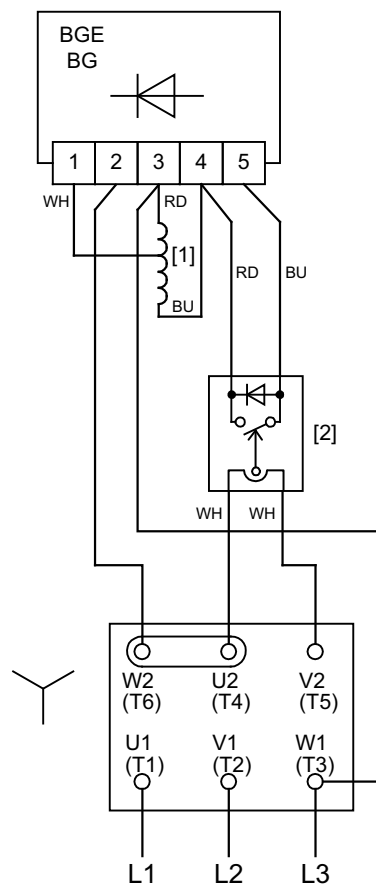 BGE
BG
1 2 3 4 5
WH RD
[1]
BU
RD BU
[2]
WH WH
W2 U2 V2
(T6) (T4) (T5)
U1 V1 W1
(T1) (T2) (T3)
L1 L2 L3